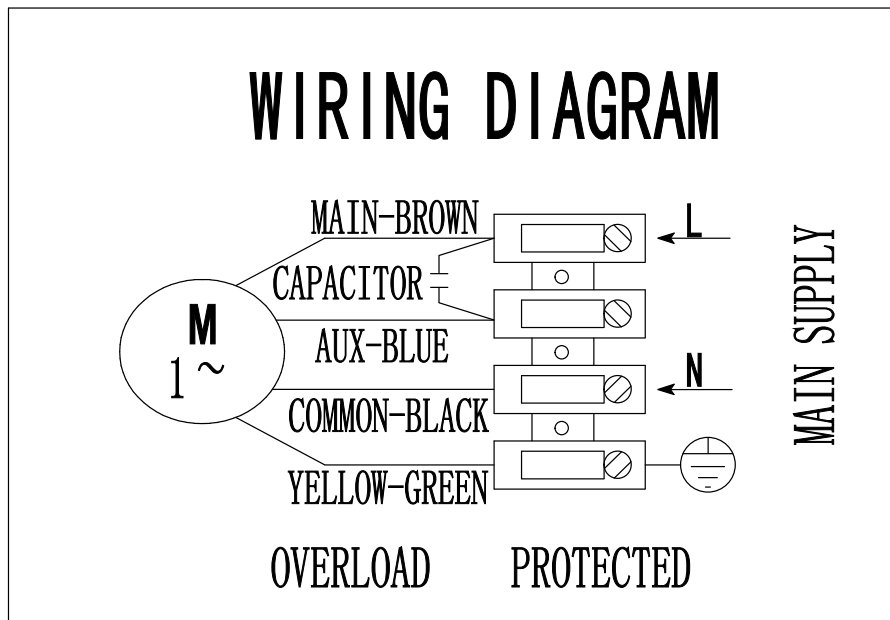 WIRING DIAGRAM
MAIN-BROWN
L
CAPACITOR
M
1~
AUX-BLUE
N
COMMON-BLACK
YELLOW-GREEN
MAIN SUPPLY
OVERLOAD PROTECTED